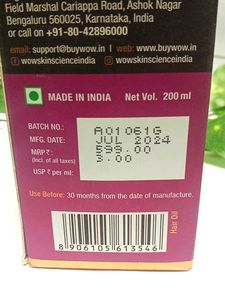 Field Marshal Cariappa Road, Ashok Nagar
Bengaluru 560025, Karnataka, India
or call on +91-80-42896000
email: support@buywow.in | web: www.buywow.in
wowskinscienceindia | wowskinscienceindia
MADE IN INDIA Net Vol. 200 ml
BATCH NO.: A01061G
MFG. DATE: JUL 2024
MRP ₹: 599.00
(incl. of all taxes)
USP ₹ per ml: 3.00
Use Before: 30 months from the date of manufacture.
Hair Oil
8 906105 613546